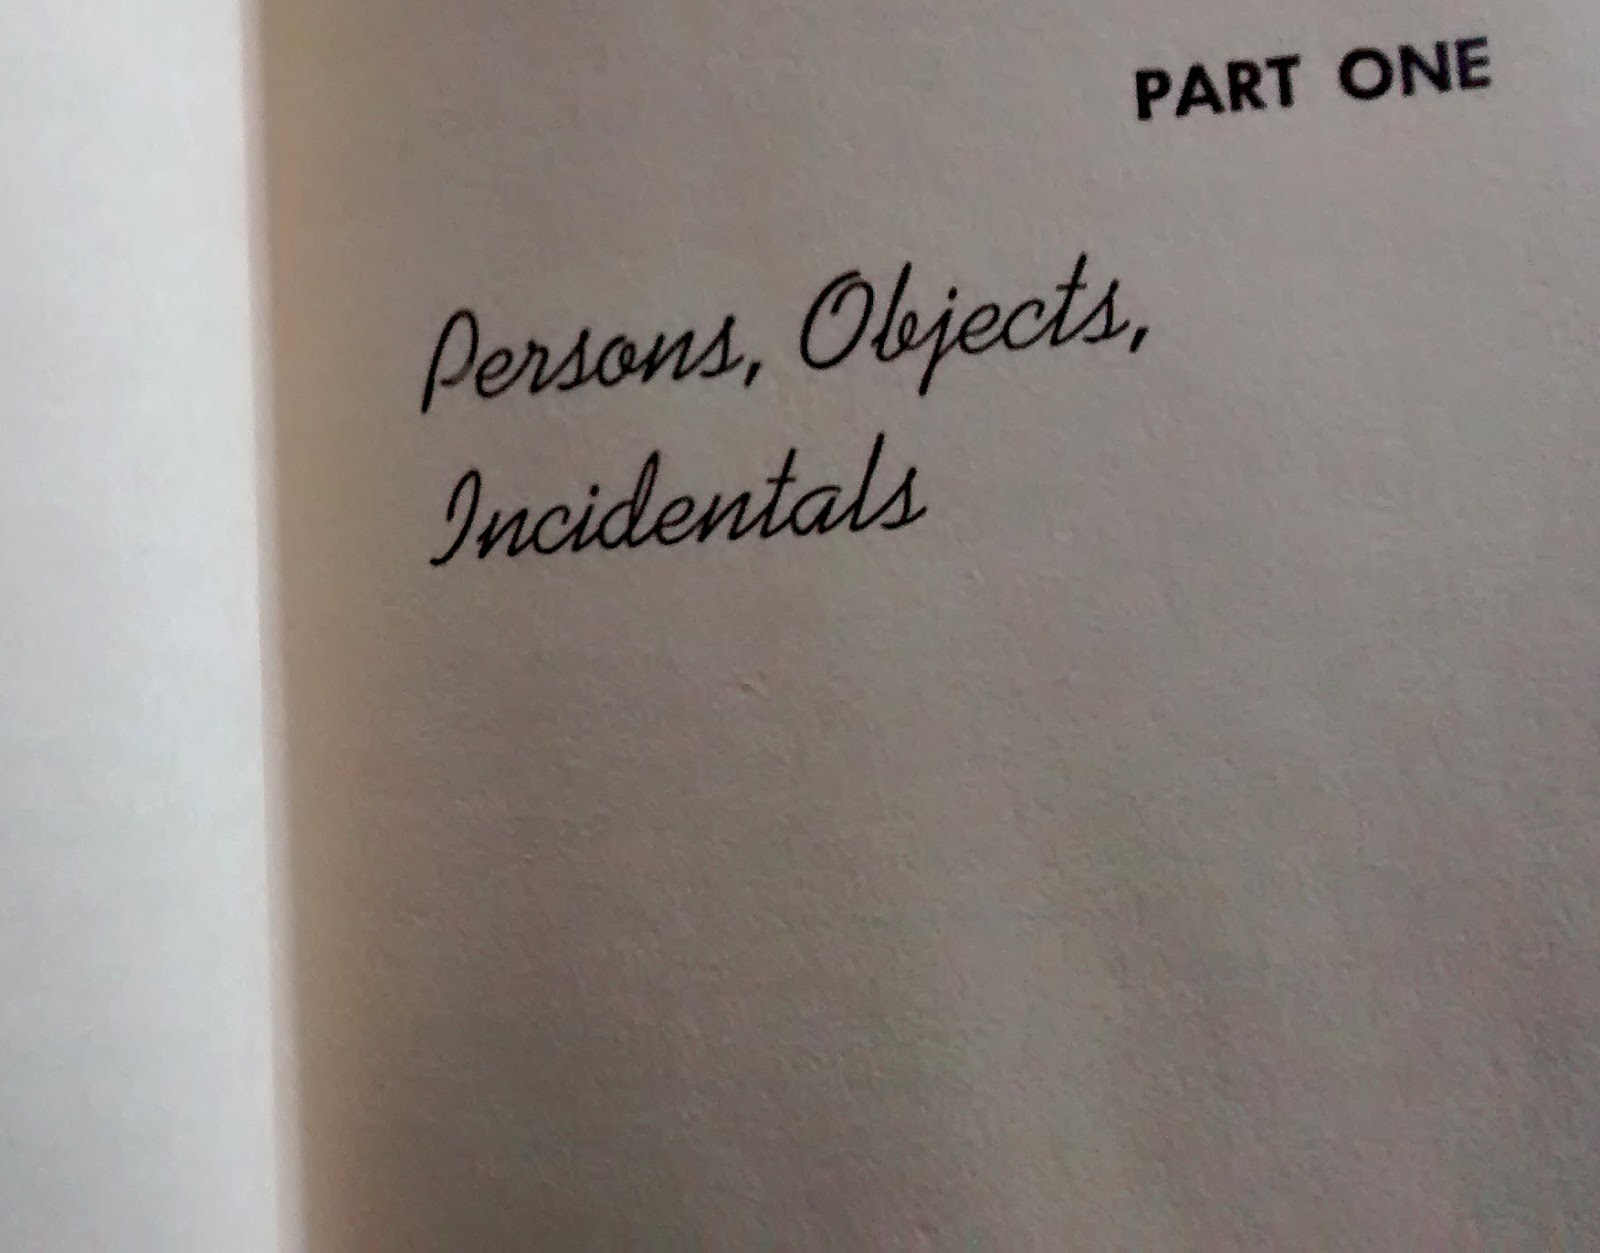 PART ONE
Persons, Objects,
Incidentals